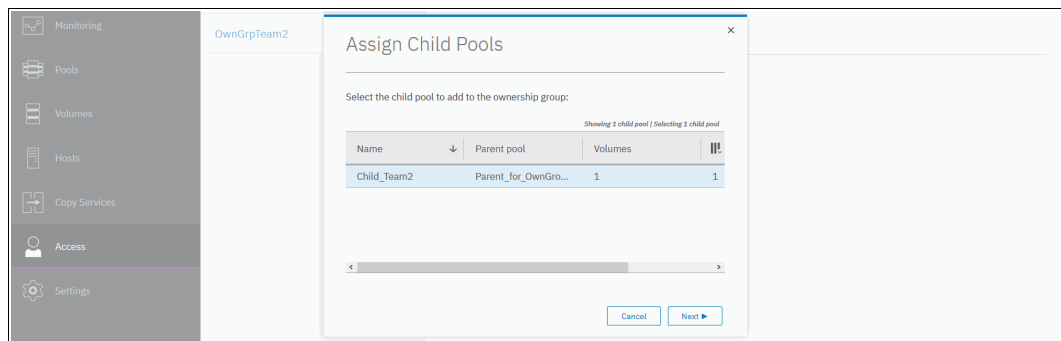 Monitoring
Pools
Volumes
Hosts
Copy Services
Access
Settings
OwnGrpTeam2
Assign Child Pools
Select the child pool to add to the ownership group:
Showing 1 child pool | Selecting 1 child pool
Name Parent pool Volumes
Child_Team2 Parent_for_OwnGro... 1 1
Cancel Next